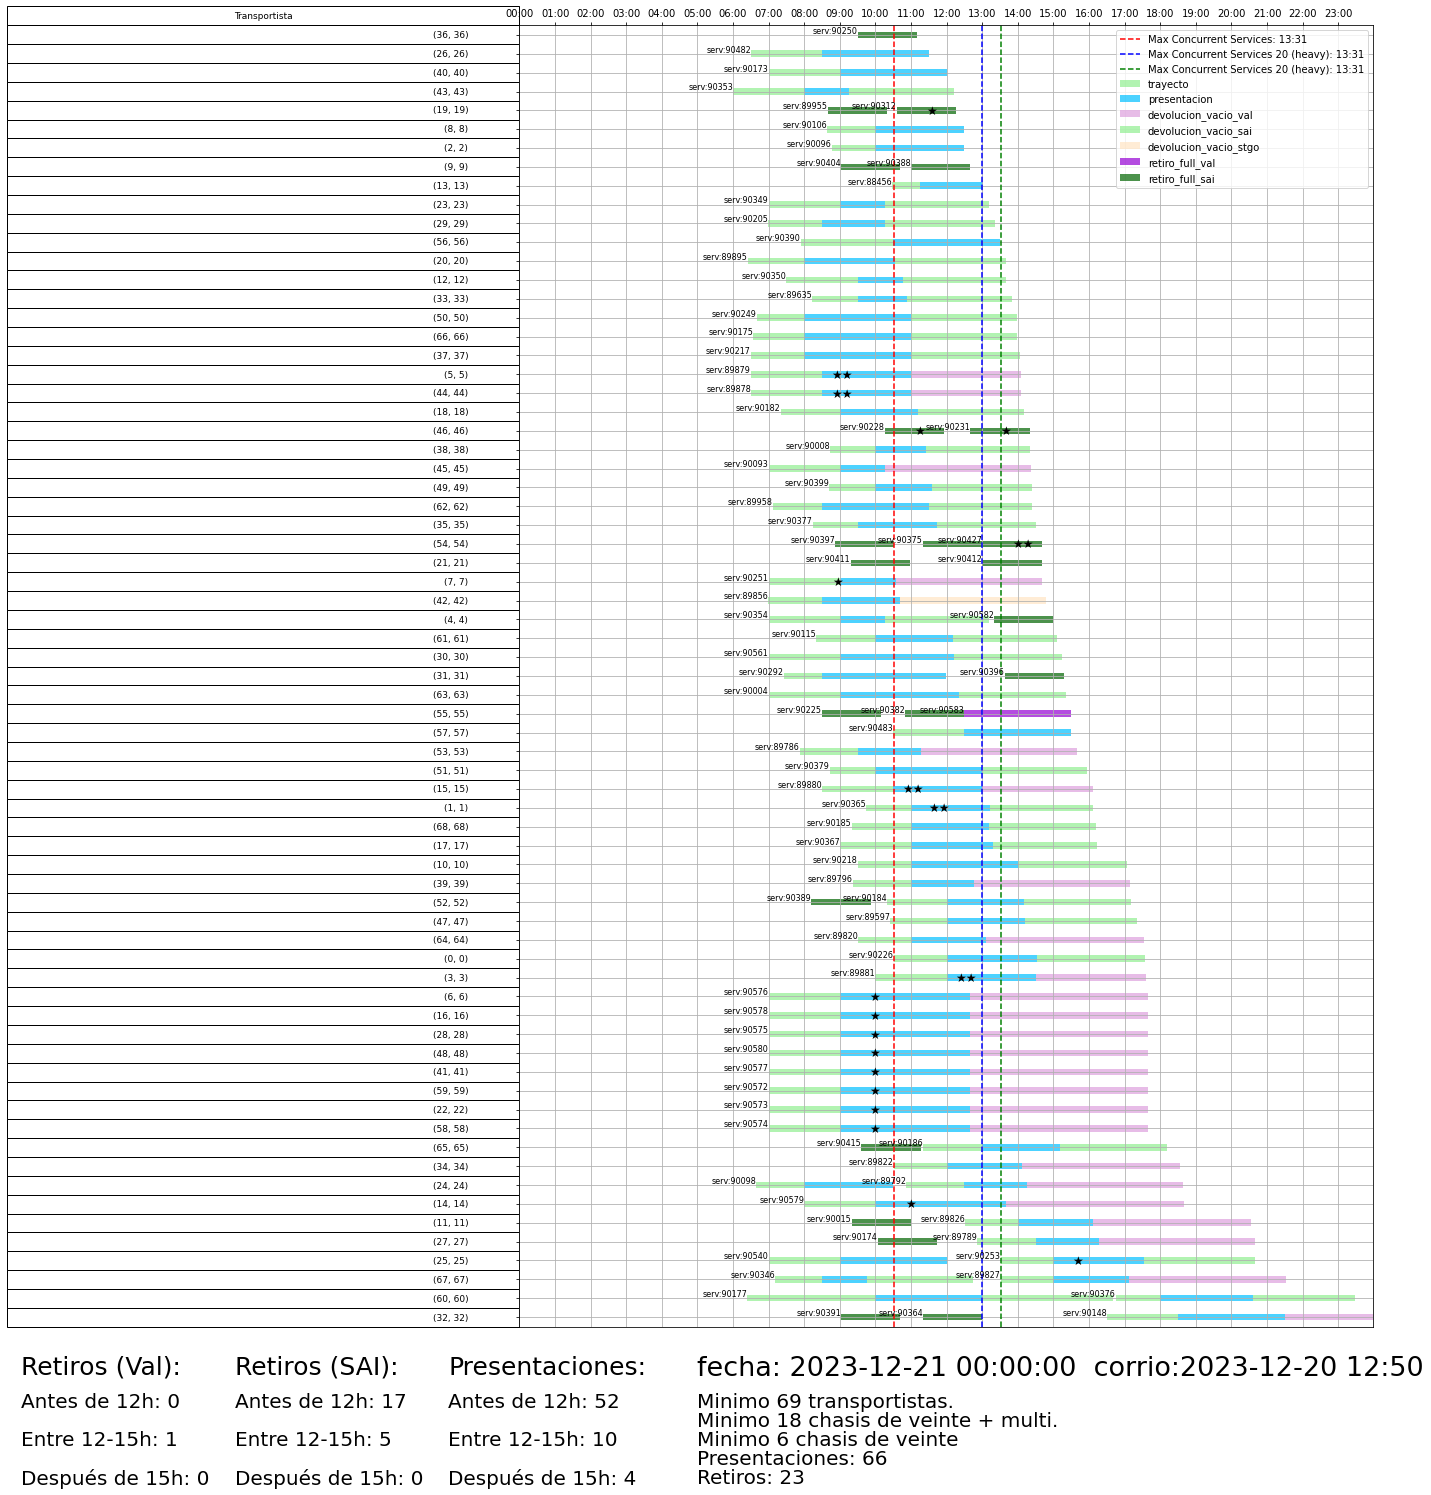 Transportista 00:00 01:00 02:00 03:00 04:00 05:00 06:00 07:00 08:00 09:00 10:00 11:00 12:00 13:00 14:00 15:00 16:00 17:00 18:00 19:00 20:00 21:00 22:00 23:00
Max Concurrent Services: 13:31
Max Concurrent Services 20 (heavy): 13:31
Max Concurrent Services 20 (heavy): 13:31
trayecto
presentacion
devolucion_vacio_val
devolucion_vacio_sai
devolucion_vacio_stgo
retiro_full_val
retiro_full_sai
(36, 36) serv:90250
(26, 26) serv:90482
(40, 40) serv:90173
(43, 43) serv:90353
(19, 19) serv:89955 serv:90312
(8, 8) serv:90106
(2, 2) serv:90096
(9, 9) serv:90404 serv:90388
(13, 13) serv:88456
(23, 23) serv:90349
(29, 29) serv:90205
(56, 56) serv:90390
(20, 20) serv:89895
(12, 12) serv:90350
(33, 33) serv:89635
(50, 50) serv:90249
(66, 66) serv:90175
(37, 37) serv:90217
(5, 5) serv:89879
(44, 44) serv:89878
(18, 18) serv:90182
(46, 46) serv:90228 serv:90231
(38, 38) serv:90008
(45, 45) serv:90093
(49, 49) serv:90399
(62, 62) serv:89958
(35, 35) serv:90377
(54, 54) serv:90397 serv:90375 serv:90427
(21, 21) serv:90411 serv:90412
(7, 7) serv:90251
(42, 42) serv:89856
(4, 4) serv:90354 serv:90582
(61, 61) serv:90115
(30, 30) serv:90561
(31, 31) serv:90292 serv:90396
(63, 63) serv:90004
(55, 55) serv:90225 serv:90382 serv:90583
(57, 57) serv:90483
(53, 53) serv:89786
(51, 51) serv:90379
(15, 15) serv:89880
(1, 1) serv:90365
(68, 68) serv:90185
(17, 17) serv:90367
(10, 10) serv:90218
(39, 39) serv:89796
(52, 52) serv:90389 serv:90184
(47, 47) serv:89597
(64, 64) serv:89820
(0, 0) serv:90226
(3, 3) serv:89881
(6, 6) serv:90576
(16, 16) serv:90578
(28, 28) serv:90575
(48, 48) serv:90580
(41, 41) serv:90577
(59, 59) serv:90572
(22, 22) serv:90573
(58, 58) serv:90574
(65, 65) serv:90415 serv:90186
(34, 34) serv:89822
(24, 24) serv:90098 serv:89792
(14, 14) serv:90579
(11, 11) serv:90015 serv:89826
(27, 27) serv:90174 serv:89789
(25, 25) serv:90540 serv:90253
(67, 67) serv:90346 serv:89827
(60, 60) serv:90177 serv:90376
(32, 32) serv:90391 serv:90364 serv:90148
Retiros (Val):
Antes de 12h: 0
Entre 12-15h: 1
Después de 15h: 0
Retiros (SAI):
Antes de 12h: 17
Entre 12-15h: 5
Después de 15h: 0
Presentaciones:
Antes de 12h: 52
Entre 12-15h: 10
Después de 15h: 4
fecha: 2023-12-21 00:00:00 corrio:2023-12-20 12:50
Minimo 69 transportistas.
Minimo 18 chasis de veinte + multi.
Minimo 6 chasis de veinte
Presentaciones: 66
Retiros: 23